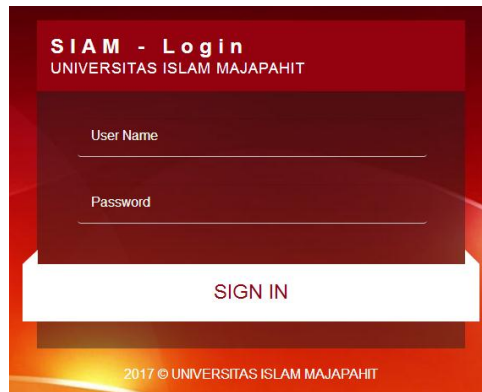 SIAM - Login
UNIVERSITAS ISLAM MAJAPAHIT
User Name
Password
SIGN IN
2017 © UNIVERSITAS ISLAM MAJAPAHIT